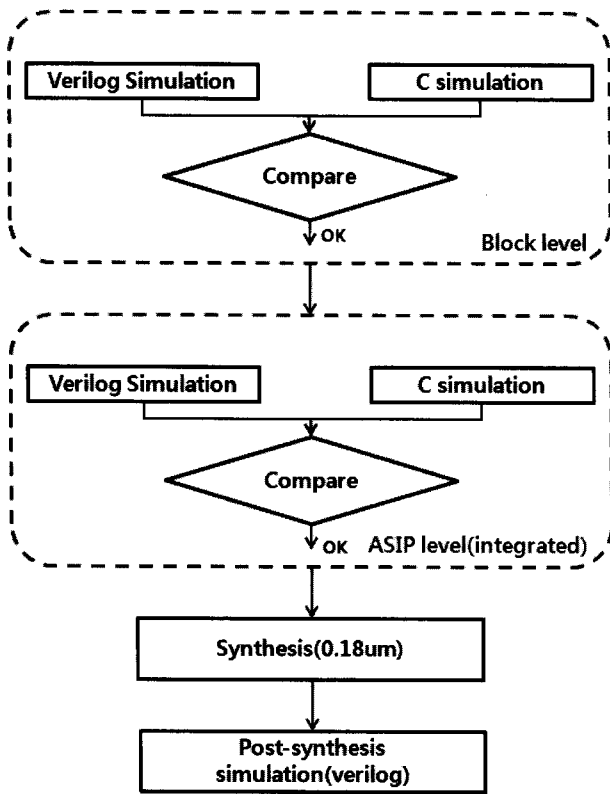 Verilog Simulation
C simulation
Compare
OK
Block level
Verilog Simulation
C simulation
Compare
OK
ASIP level(integrated)
Synthesis(0.18um)
Post-synthesis
simulation(verilog)